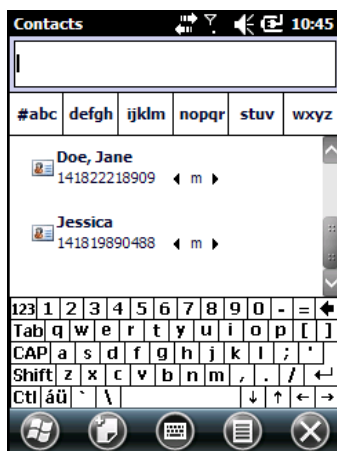 Contacts 10:45
#abc defgh ijklm nopqr stuv wxyz
Doe, Jane
141822218909 m
Jessica
141819890488 m
123 1 2 3 4 5 6 7 8 9 0 - =
Tab q w e r t y u i o p [ ]
CAP a s d f g h j k l ; '
Shift z x c v b n m , . /
Ctl áü ` \